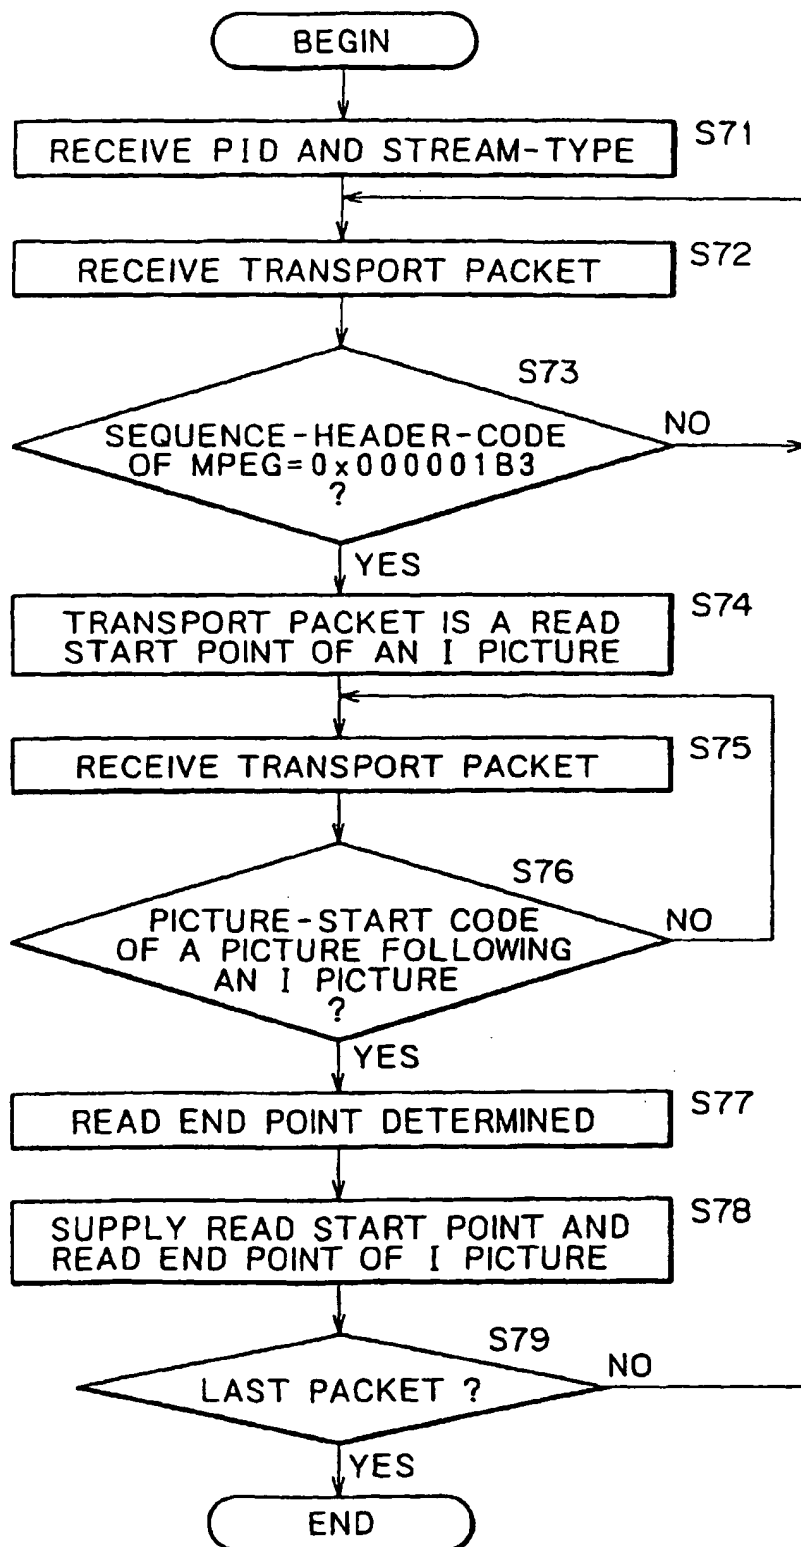 BEGIN
RECEIVE PID AND STREAM-TYPE
S71
RECEIVE TRANSPORT PACKET
S72
S73
SEQUENCE-HEADER-CODE
OF MPEG=0x000001B3
?
NO
YES
TRANSPORT PACKET IS A READ
START POINT OF AN I PICTURE
S74
RECEIVE TRANSPORT PACKET
S75
S76
PICTURE-START CODE
OF A PICTURE FOLLOWING
AN I PICTURE
?
NO
YES
READ END POINT DETERMINED
S77
SUPPLY READ START POINT AND
READ END POINT OF I PICTURE
S78
S79
LAST PACKET ?
NO
YES
END